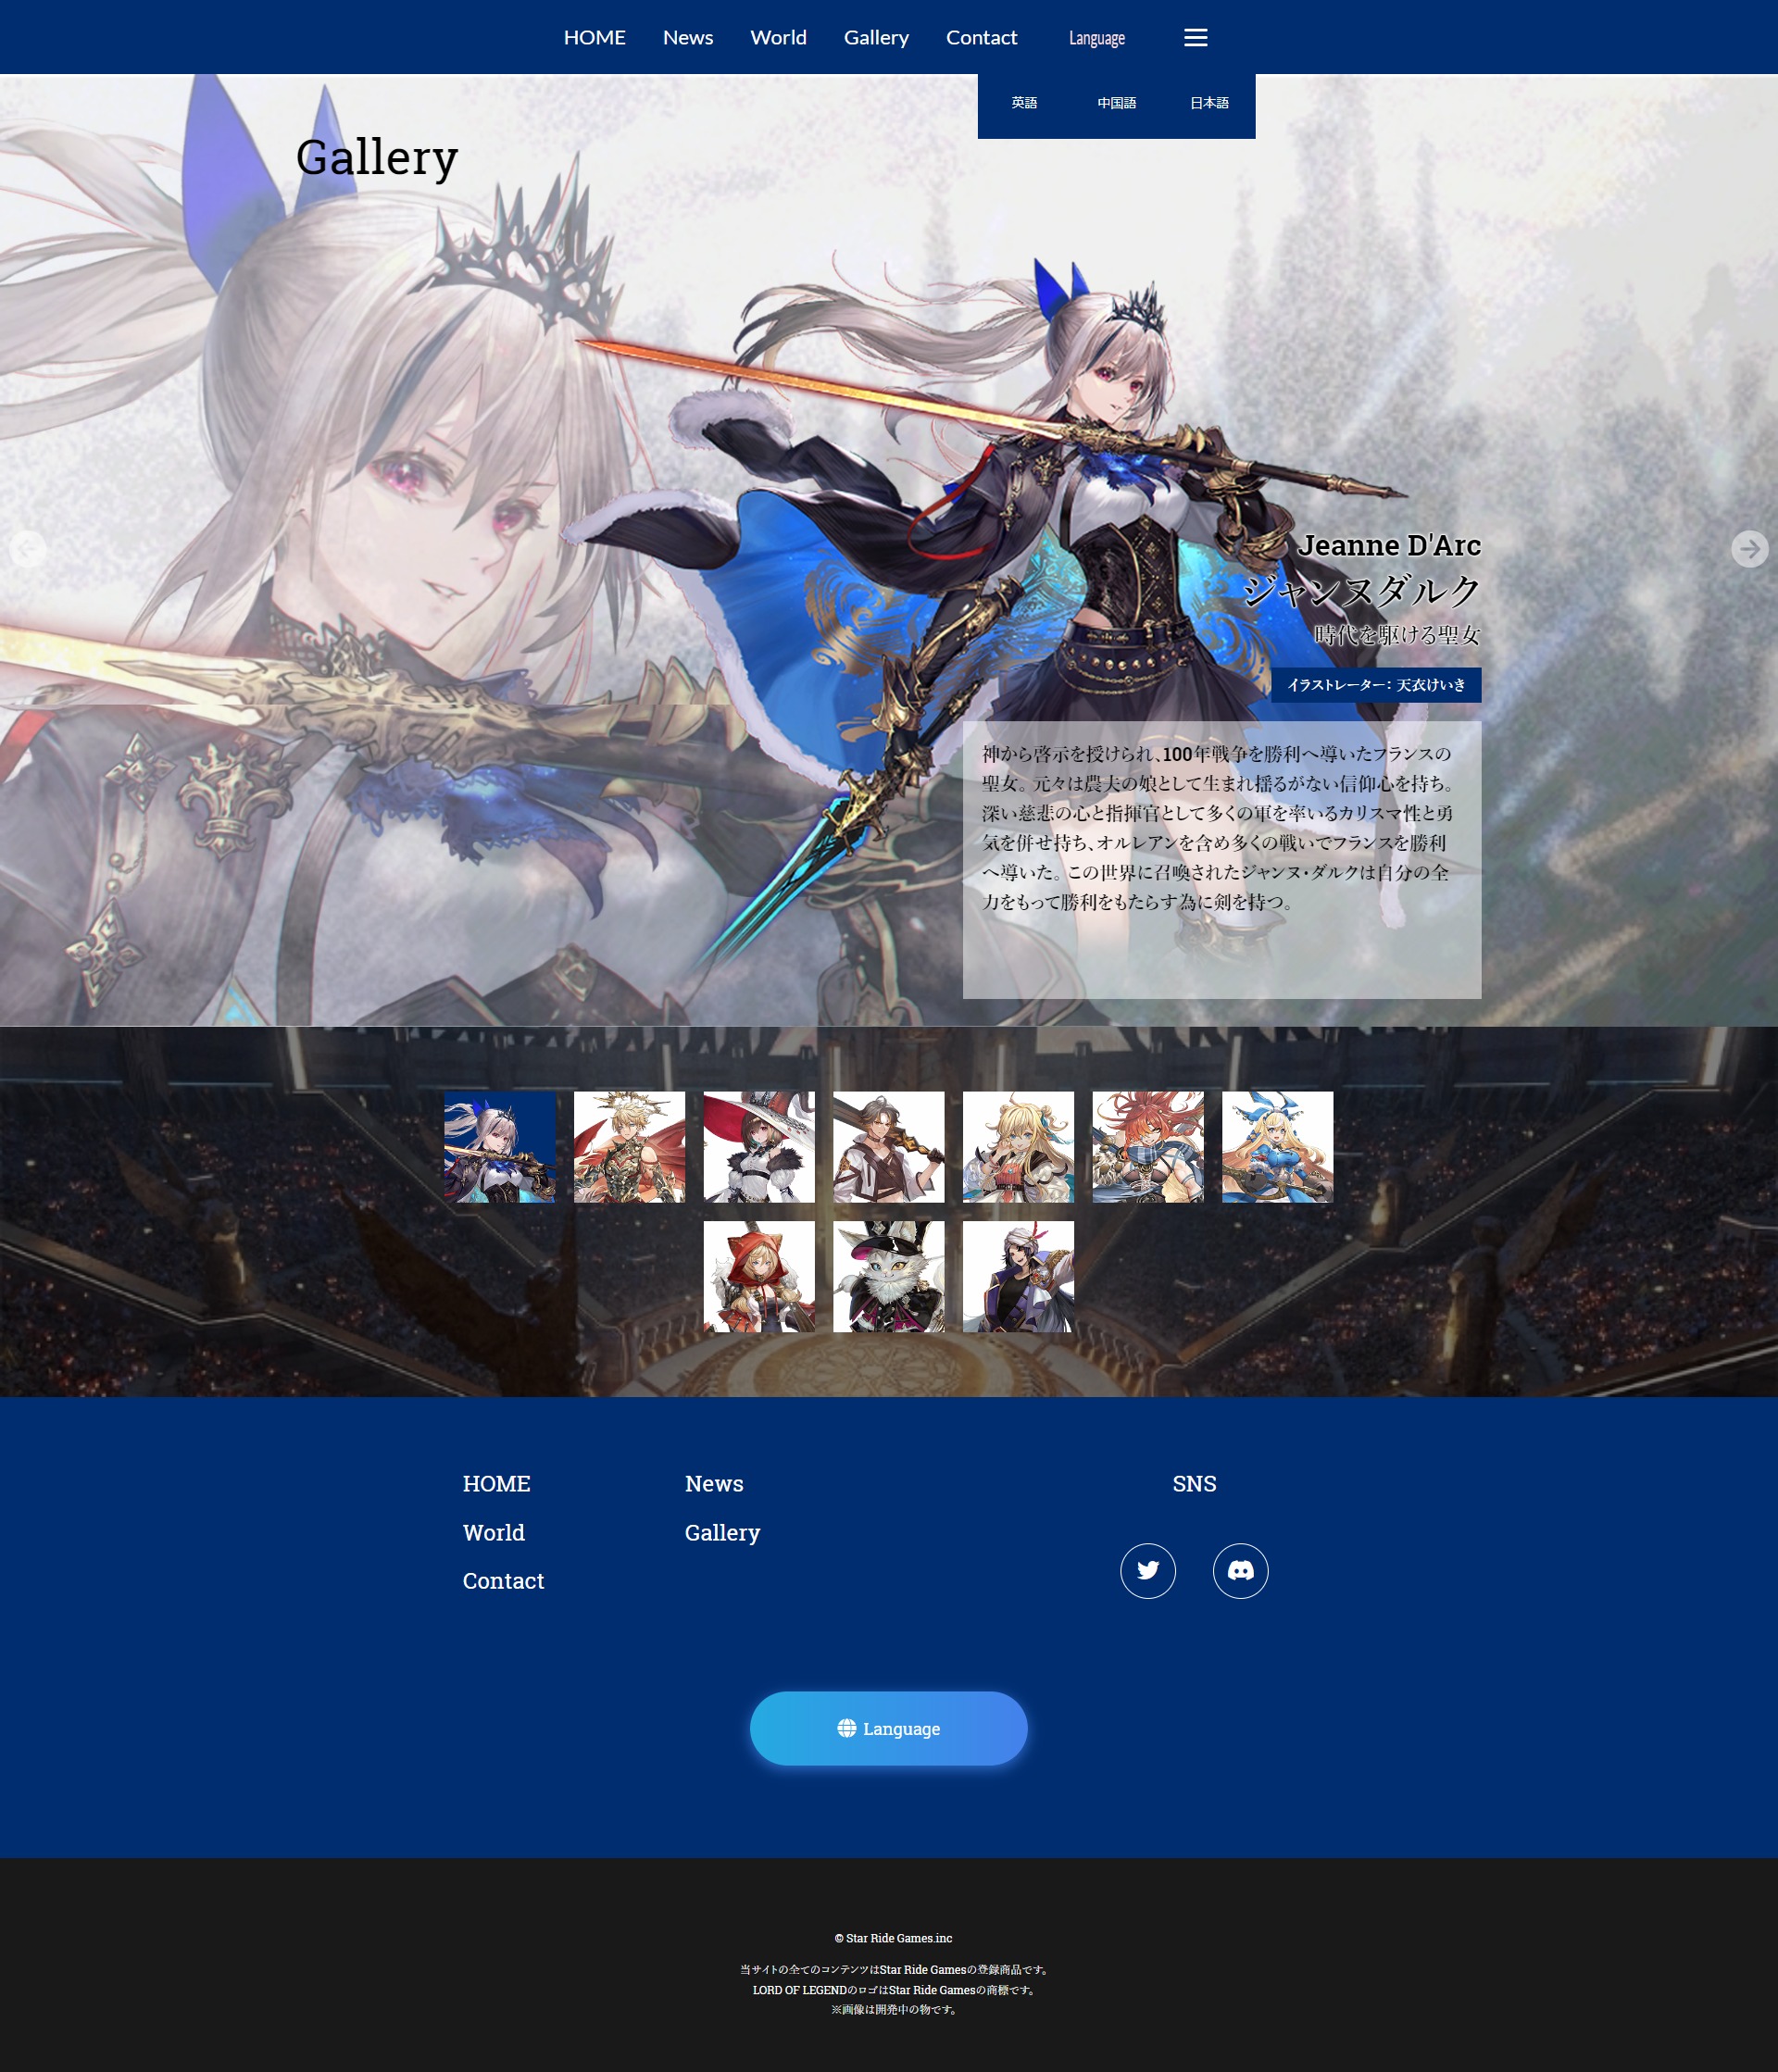 HOME News World Gallery Contact Language
英語 中国語 日本語
Gallery
Jeanne D'Arc
ジャンヌダルク
時代を駆ける聖女
イラストレーター：天衣けいき
神から啓示を授けられ、100年戦争を勝利へ導いたフランスの
聖女。元々は農夫の娘として生まれ揺るがない信仰心を持ち。
深い慈悲の心と指揮官として多くの軍を率いるカリスマ性と勇
気を併せ持ち、オルレアンを含め多くの戦いでフランスを勝利
へ導いた。この世界に召喚されたジャンヌ・ダルクは自分の全
力をもって勝利をもたらす為に剣を持つ。
HOME News SNS
World Gallery
Contact
Language
© Star Ride Games.inc
当サイトの全てのコンテンツはStar Ride Gamesの登録商品です。
LORD OF LEGENDのロゴはStar Ride Gamesの商標です。
※画像は開発中の物です。